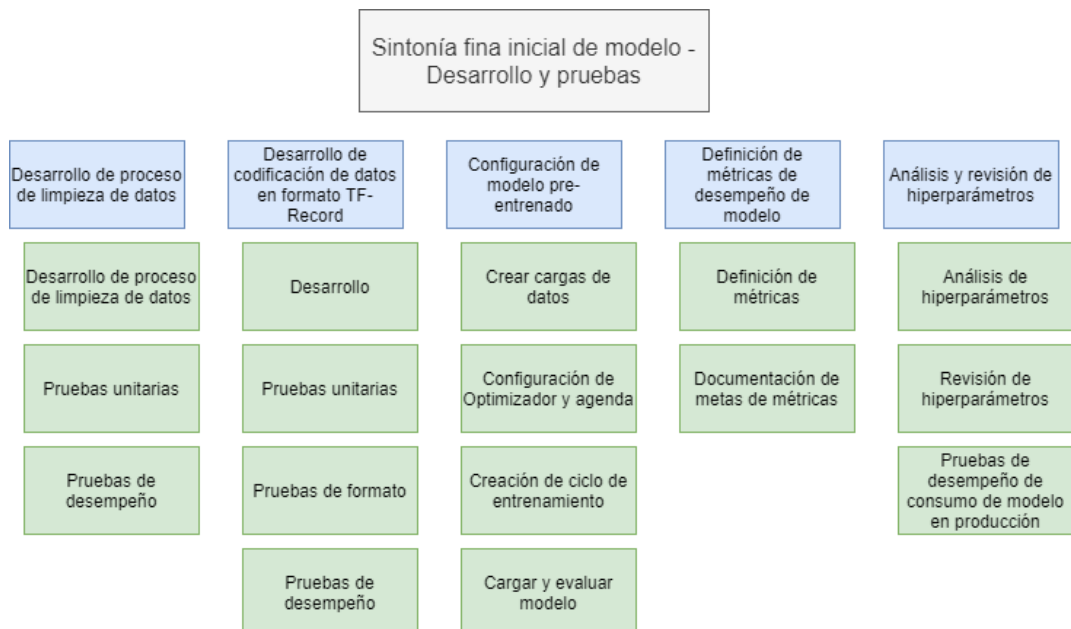 Sintonía fina inicial de modelo -
Desarrollo y pruebas
Desarrollo de proceso
de limpieza de datos
Desarrollo de
codificación de datos
en formato TF-
Record
Configuración de
modelo pre-
entrenado
Definición de
métricas de
desempeño de
modelo
Análisis y revisión de
hiperparámetros
Desarrollo de proceso
de limpieza de datos
Desarrollo
Crear cargas de
datos
Definición de
métricas
Análisis de
hiperparámetros
Pruebas unitarias
Pruebas unitarias
Configuración de
Optimizador y agenda
Documentación de
metas de métricas
Revisión de
hiperparámetros
Pruebas de
desempeño
Pruebas de formato
Creación de ciclo de
entrenamiento
Pruebas de
desempeño de
consumo de modelo
en producción
Pruebas de
desempeño
Cargar y evaluar
modelo